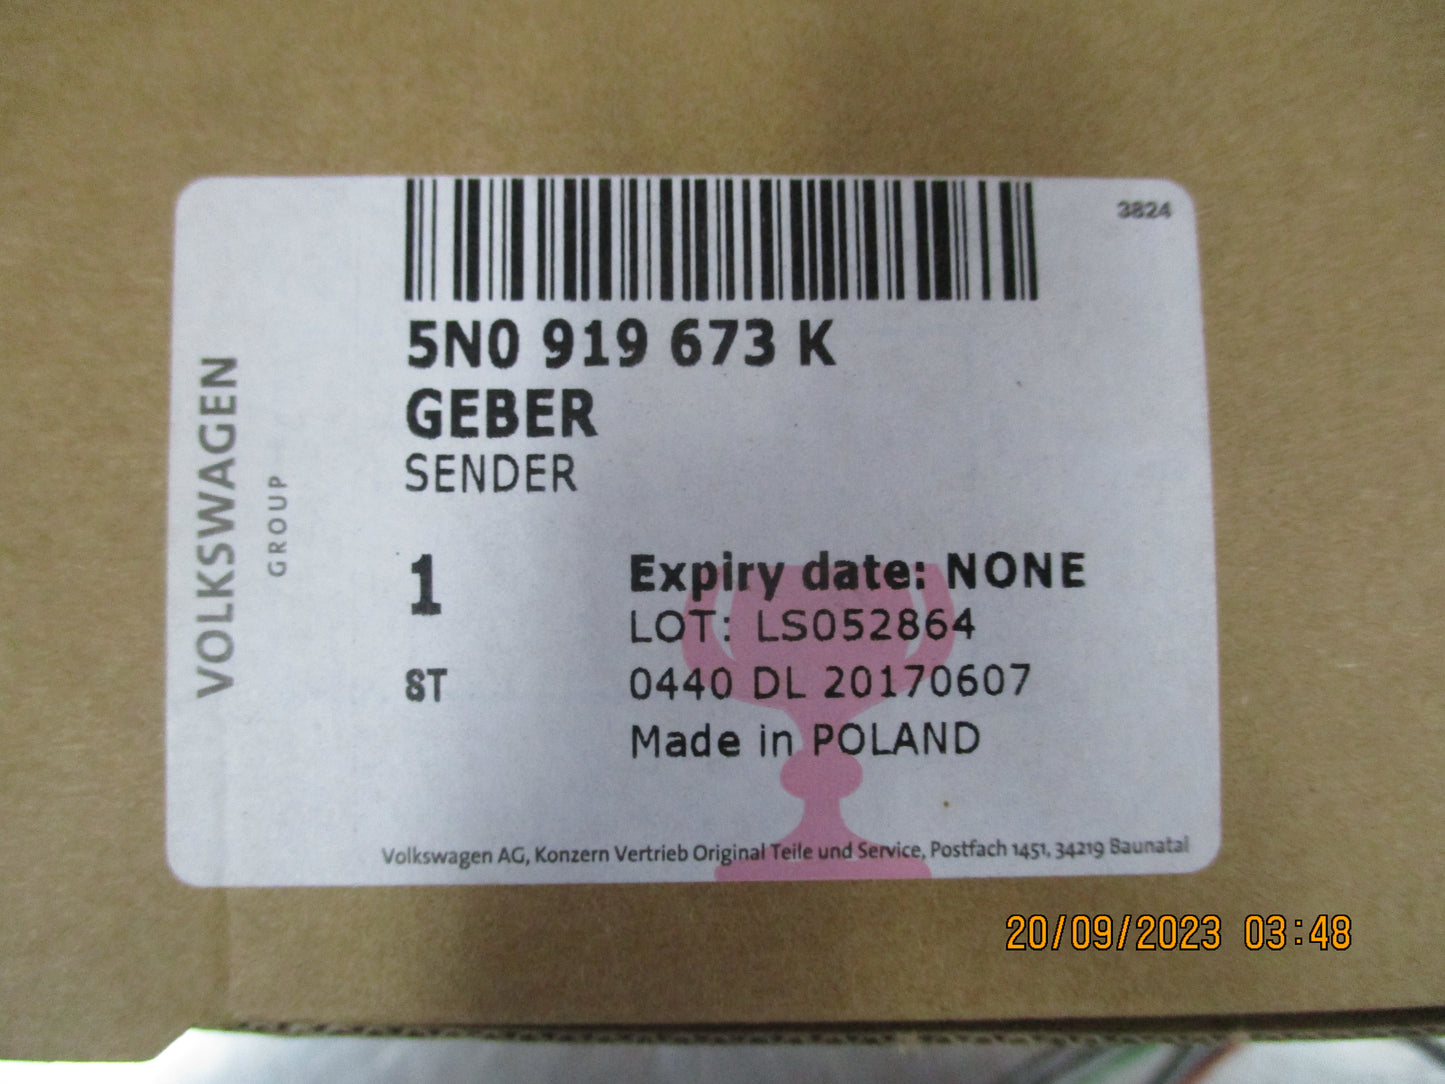 3824
5N0 919 673 K
GEBER
SENDER
VOLKSWAGEN
GROUP
1
ST
Expiry date: NONE
LOT: LS052864
0440 DL 20170607
Made in POLAND
Volkswagen AG, Konzern Vertrieb Original Teile und Service, Postfach 1451, 34219 Baunatal
20/09/2023 03:48